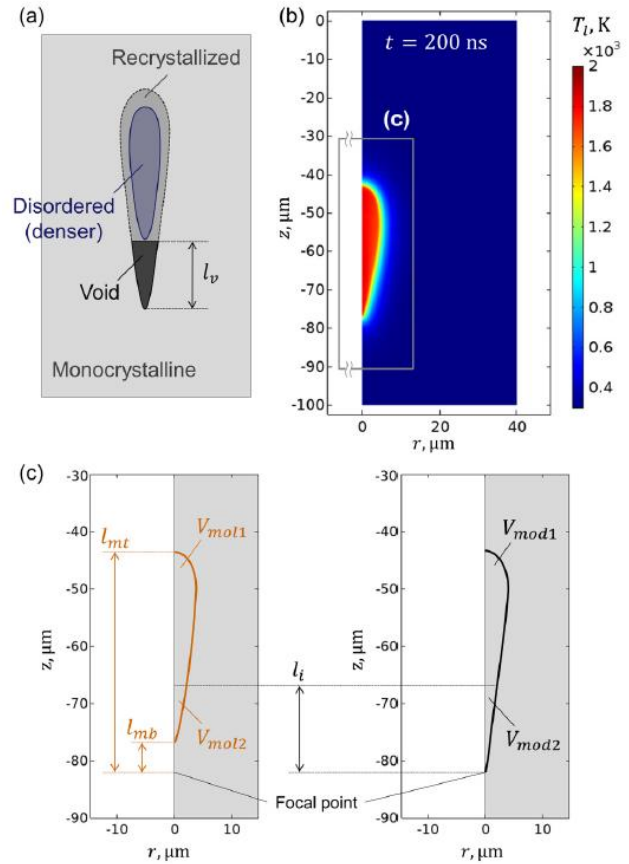 (a)
Recrystallized
Disordered
(denser)
Void
l_v
Monocrystalline
(b)
t = 200 ns
(c)
0
-10
-20
-30
-40
-50
-60
-70
-80
-90
-100
z, μm
0 20 40
r, μm
T_l, K
×10³
2
1.8
1.6
1.4
1.2
1
0.8
0.6
0.4
(c)
-30
-40
-50
-60
-70
-80
-90
z, μm
l_mt
V_mol1
l_mb
V_mol2
-10 0 10
r, μm
l_i
Focal point
-30
-40
-50
-60
-70
-80
-90
z, μm
V_mod1
V_mod2
-10 0 10
r, μm